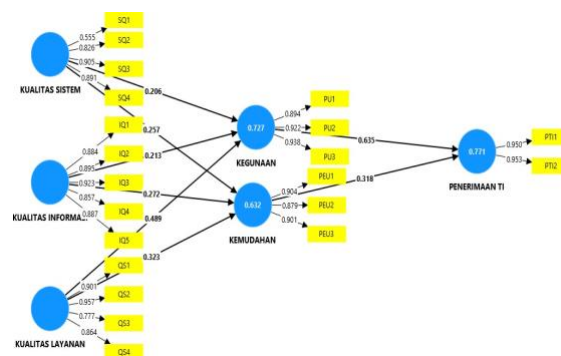 SQ1
0.555
SQ2
0.826
SQ3
0.905
0.891
SQ4
KUALITAS SISTEM
0.206
0.257
IQ1
0.884
IQ2
0.895
0.213
IQ3
0.923
0.272
IQ4
0.857
0.887
IQ5
KUALITAS INFORMA
0.489
0.323
QS1
0.901
QS2
0.957
QS3
0.777
0.864
QS4
KUALITAS LAYANAN
0.727
KEGUNAAN
PU1
0.894
PU2
0.922
PU3
0.938
0.635
0.632
KEMUDAHAN
PEU1
0.904
0.318
PEU2
0.879
PEU3
0.901
0.771
PENERIMAAN TI
PTI1
0.950
PTI2
0.953